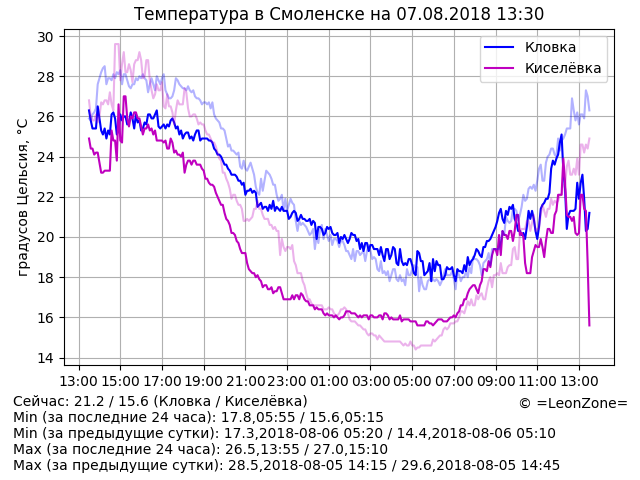 Температура в Смоленске на 07.08.2018 13:30
Кловка
Киселёвка
градусов Цельсия, °C
30
28
26
24
22
20
18
16
14
13:00 15:00 17:00 19:00 21:00 23:00 01:00 03:00 05:00 07:00 09:00 11:00 13:00
Сейчас: 21.2 / 15.6 (Кловка / Киселёвка)
© =LeonZone=
Min (за последние 24 часа): 17.8,05:55 / 15.6,05:15
Min (за предыдущие сутки): 17.3,2018-08-06 05:20 / 14.4,2018-08-06 05:10
Max (за последние 24 часа): 26.5,13:55 / 27.0,15:10
Max (за предыдущие сутки): 28.5,2018-08-05 14:15 / 29.6,2018-08-05 14:45